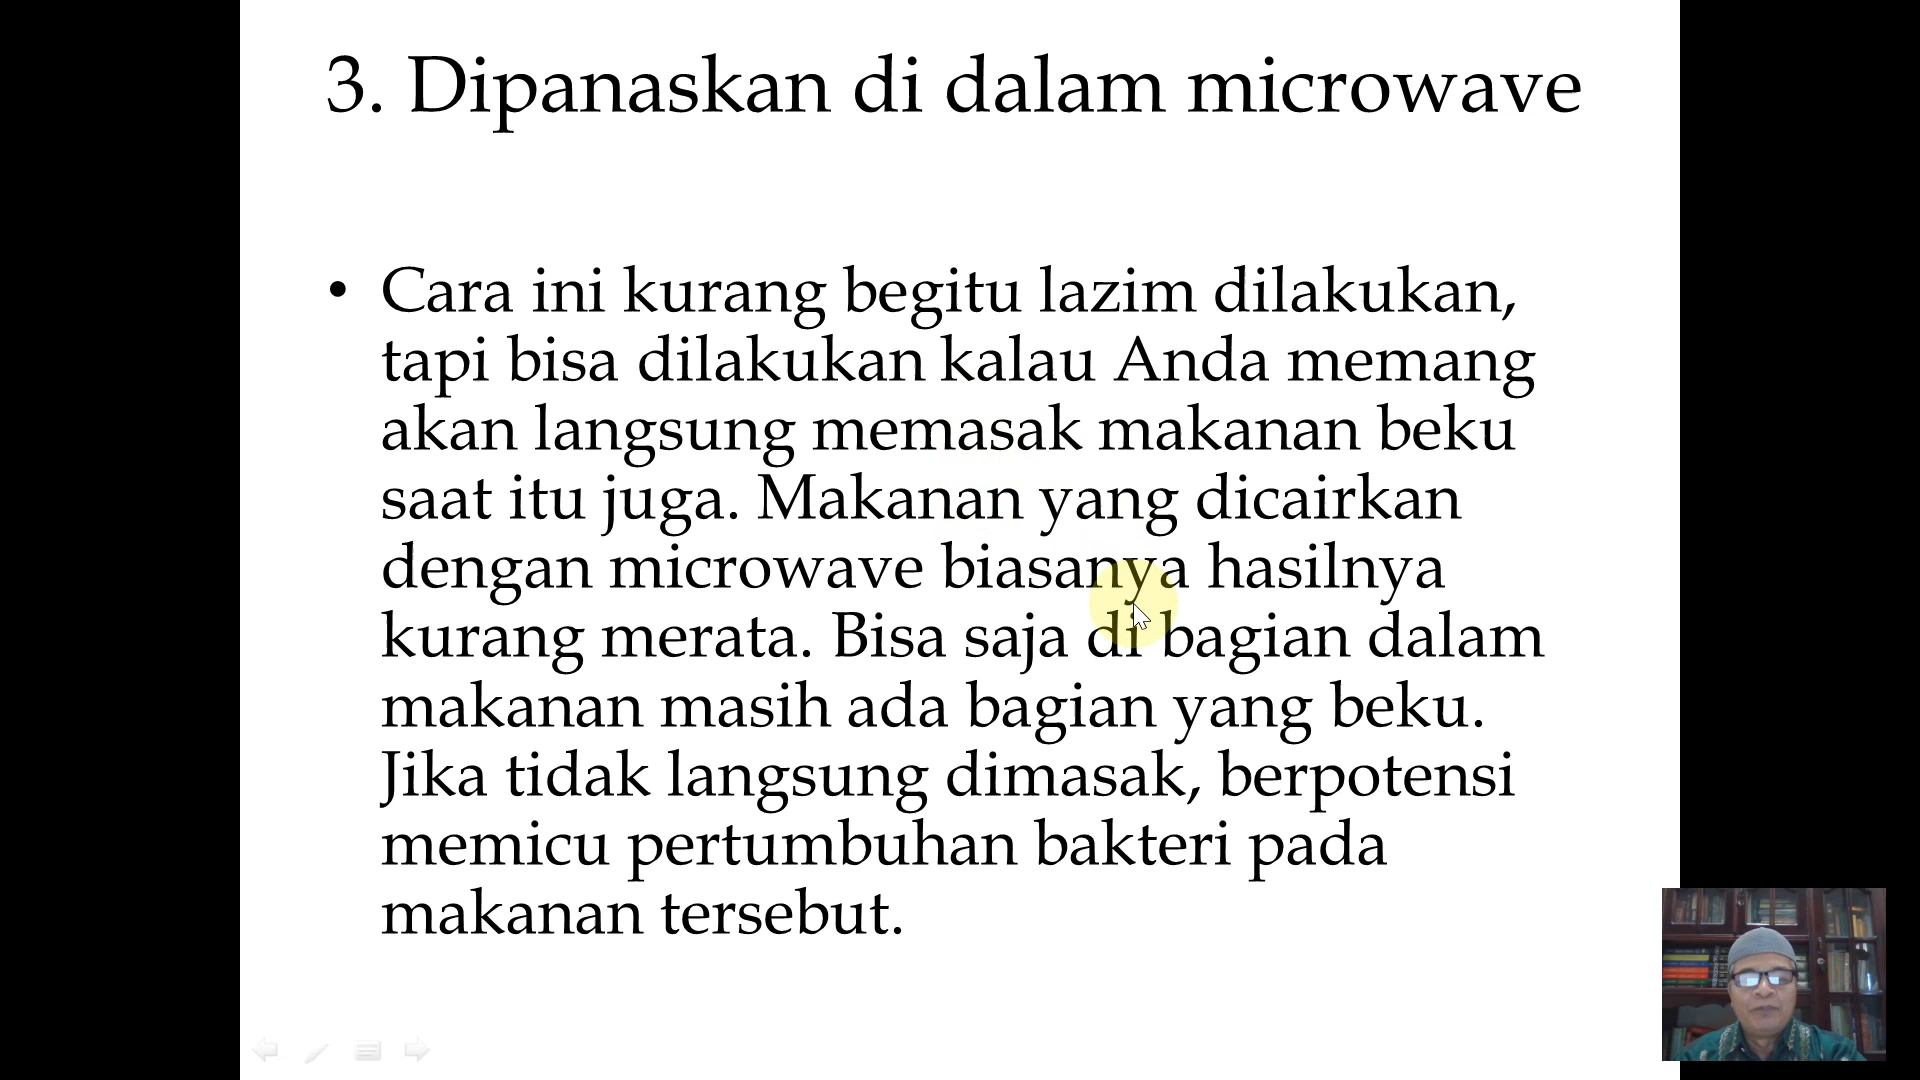 3. Dipanaskan di dalam microwave
• Cara ini kurang begitu lazim dilakukan,
tapi bisa dilakukan kalau Anda memang
akan langsung memasak makanan beku
saat itu juga. Makanan yang dicairkan
dengan microwave biasanya hasilnya
kurang merata. Bisa saja di bagian dalam
makanan masih ada bagian yang beku.
Jika tidak langsung dimasak, berpotensi
memicu pertumbuhan bakteri pada
makanan tersebut.